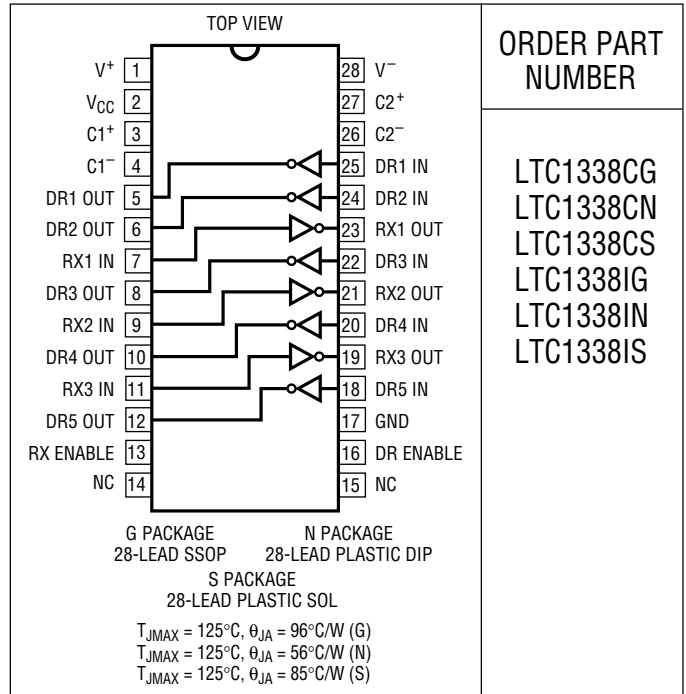 TOP VIEW
V+ 1
VCC 2
C1+ 3
C1− 4
DR1 OUT 5
DR2 OUT 6
RX1 IN 7
DR3 OUT 8
RX2 IN 9
DR4 OUT 10
RX3 IN 11
DR5 OUT 12
RX ENABLE 13
NC 14
28 V−
27 C2+
26 C2−
25 DR1 IN
24 DR2 IN
23 RX1 OUT
22 DR3 IN
21 RX2 OUT
20 DR4 IN
19 RX3 OUT
18 DR5 IN
17 GND
16 DR ENABLE
15 NC
G PACKAGE
28-LEAD SSOP
N PACKAGE
28-LEAD PLASTIC DIP
S PACKAGE
28-LEAD PLASTIC SOL
TJMAX = 125°C, θJA = 96°C/W (G)
TJMAX = 125°C, θJA = 56°C/W (N)
TJMAX = 125°C, θJA = 85°C/W (S)
ORDER PART
NUMBER
LTC1338CG
LTC1338CN
LTC1338CS
LTC1338IG
LTC1338IN
LTC1338IS